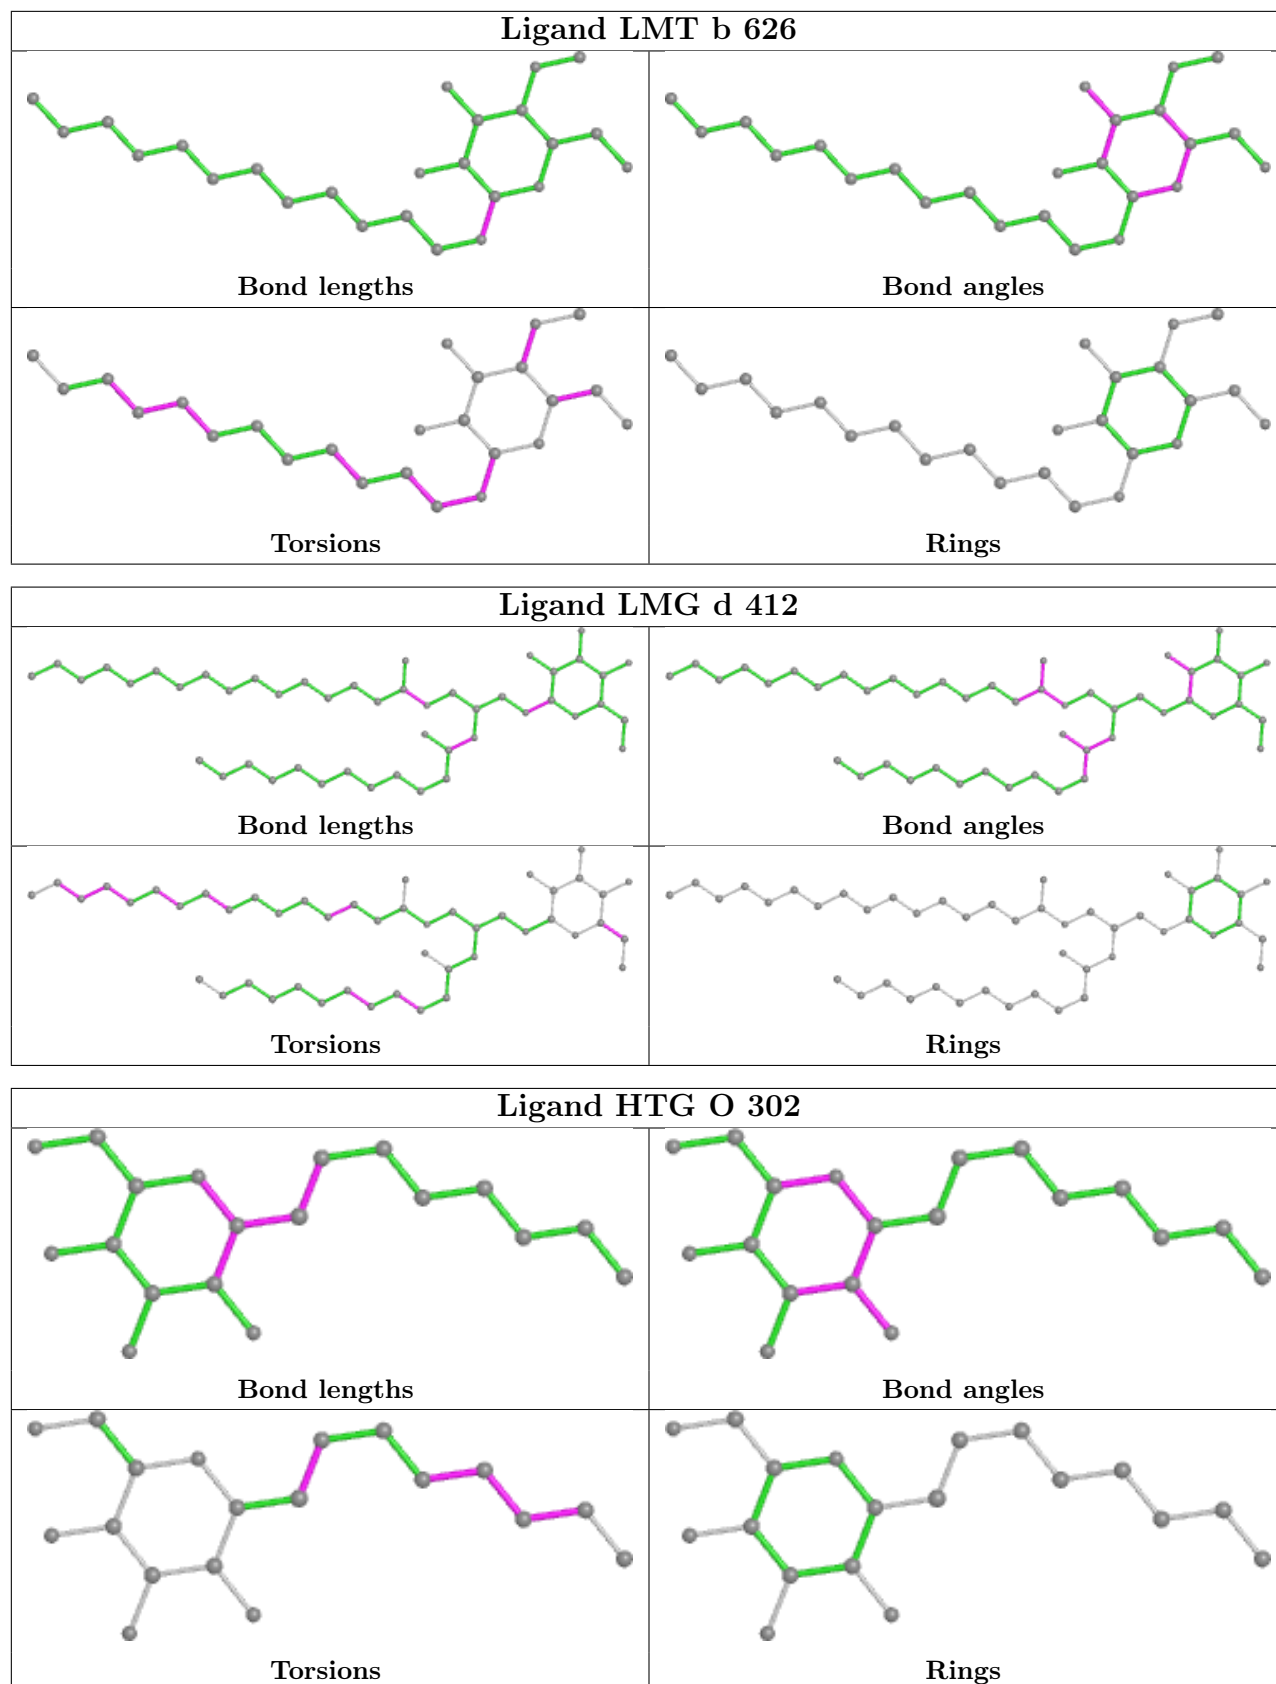 Ligand LMT b 626
Bond lengths
Bond angles
Torsions
Rings
Ligand LMG d 412
Bond lengths
Bond angles
Torsions
Rings
Ligand HTG O 302
Bond lengths
Bond angles
Torsions
Rings